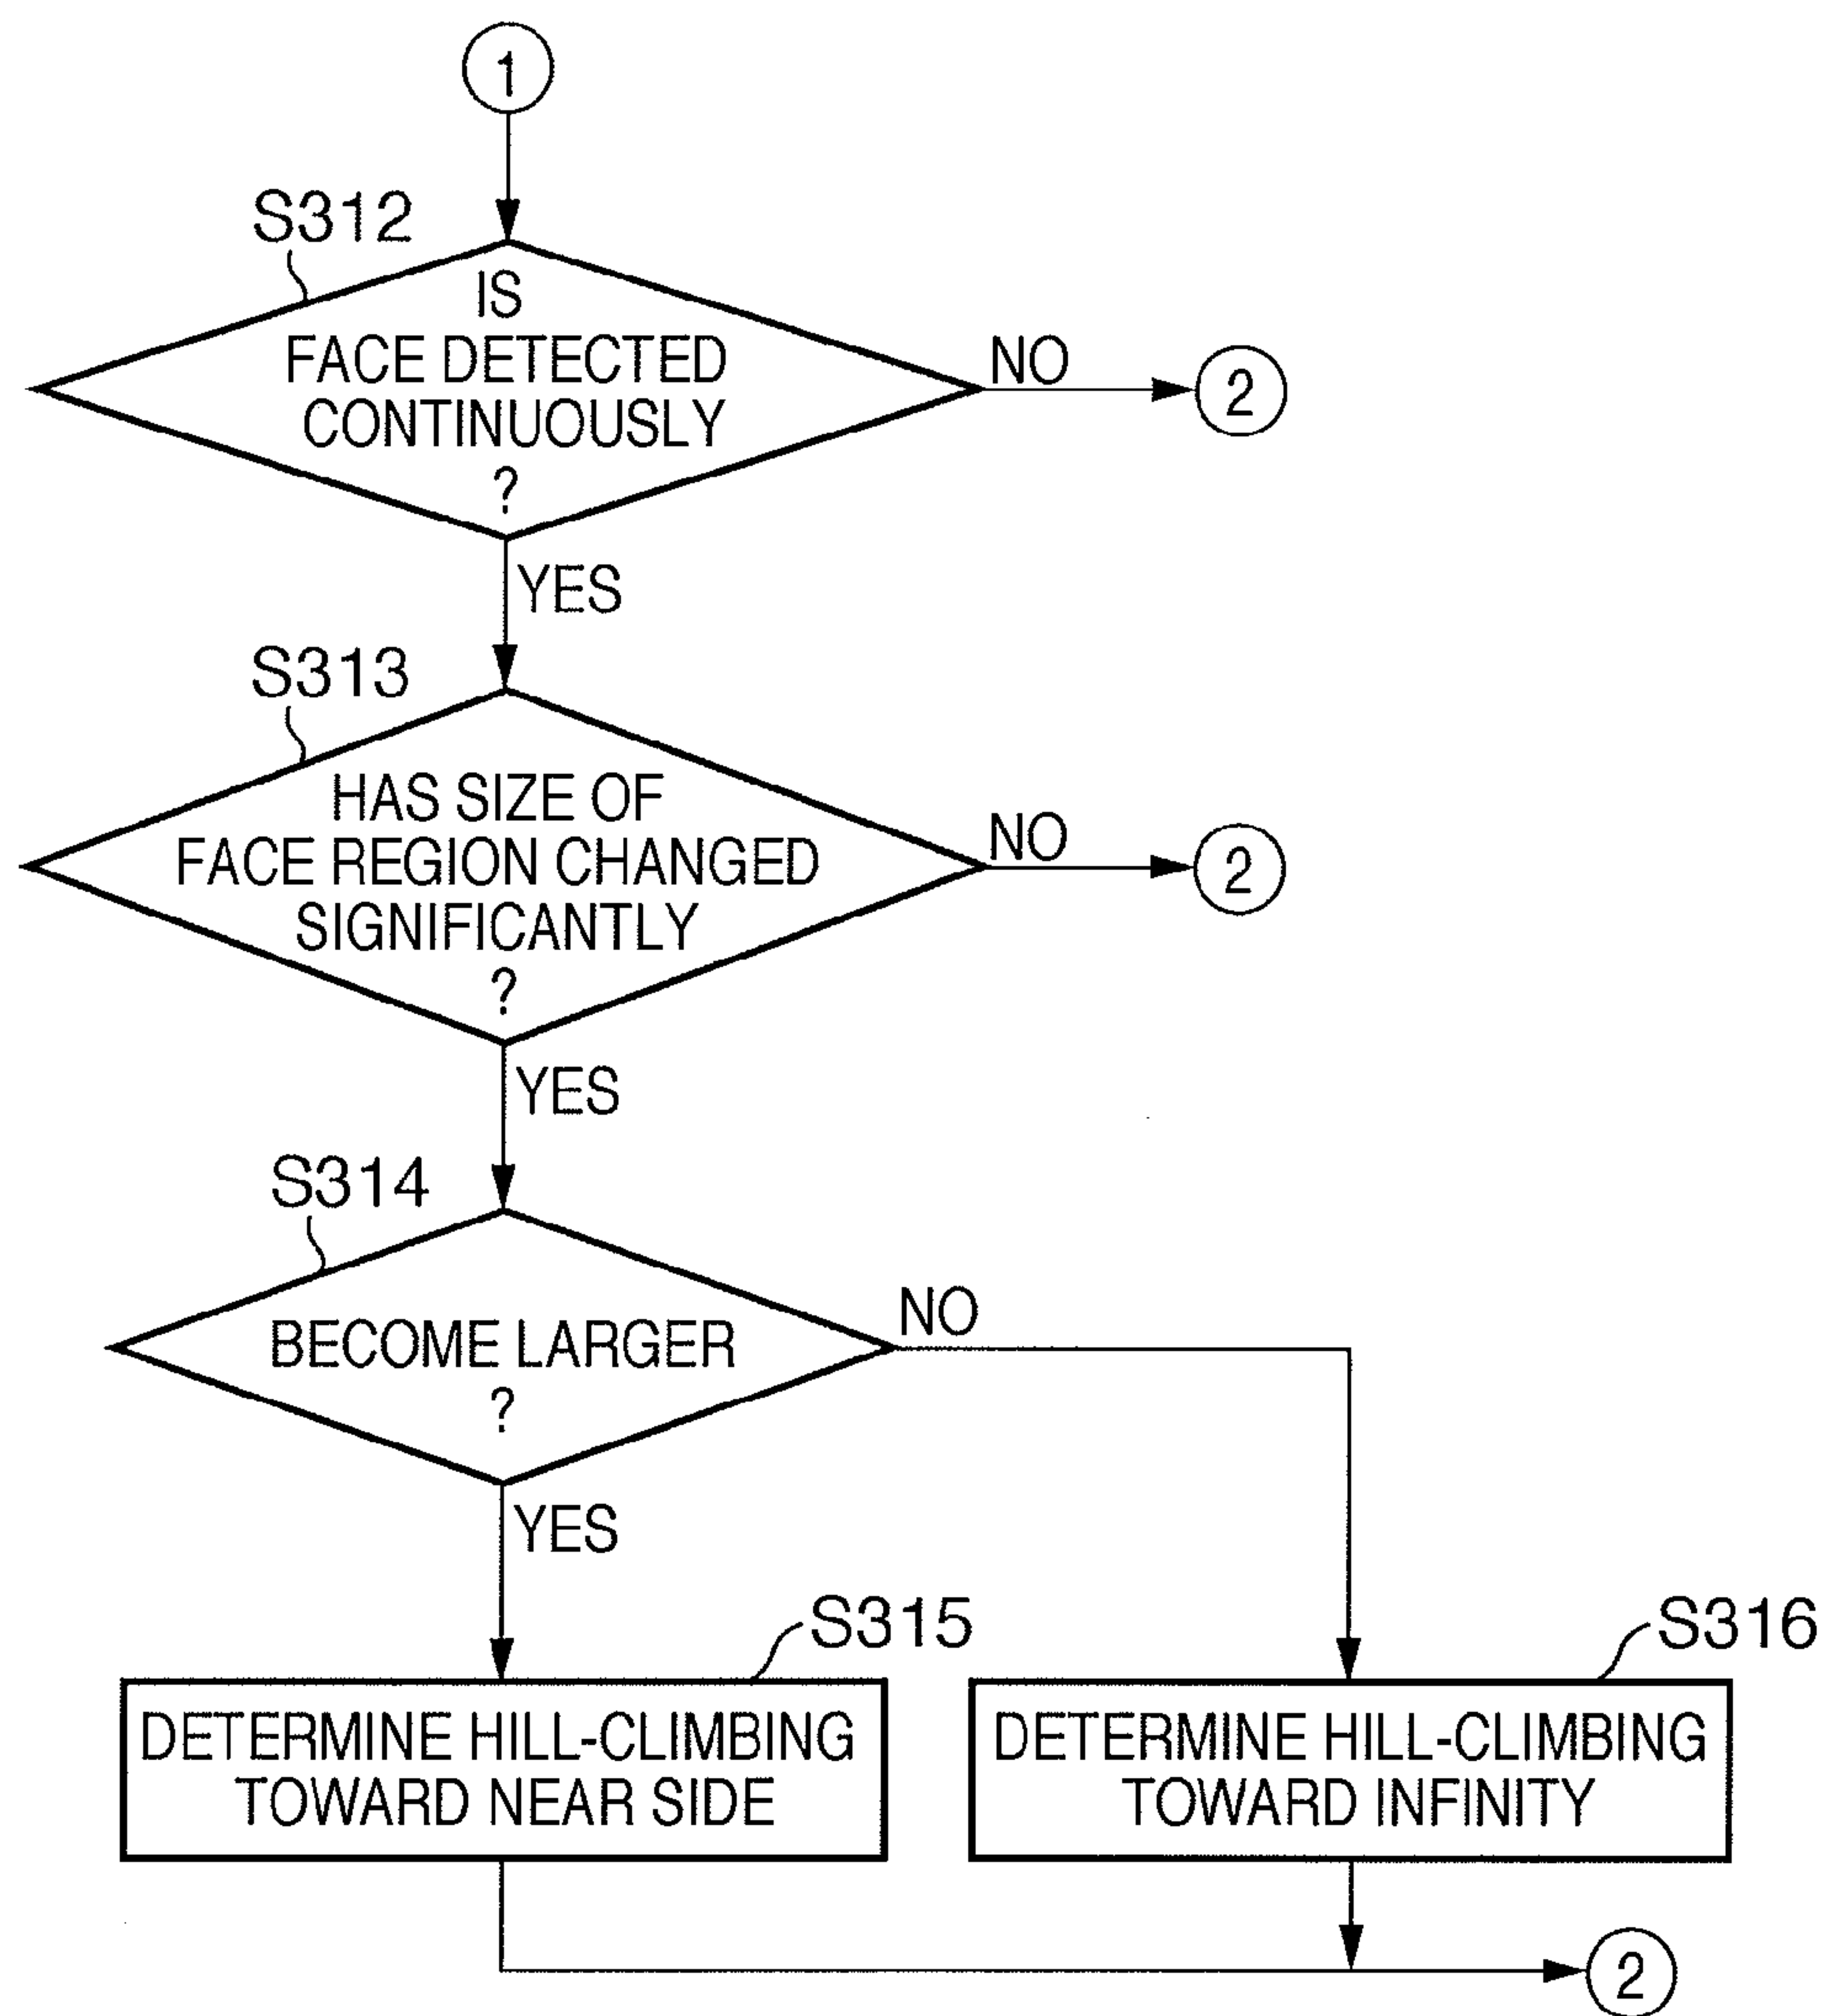 1
S312
IS
FACE DETECTED
CONTINUOUSLY
?
NO
2
YES
S313
HAS SIZE OF
FACE REGION CHANGED
SIGNIFICANTLY
?
NO
2
YES
S314
BECOME LARGER
?
NO
YES
S315
DETERMINE HILL-CLIMBING
TOWARD NEAR SIDE
S316
DETERMINE HILL-CLIMBING
TOWARD INFINITY
2